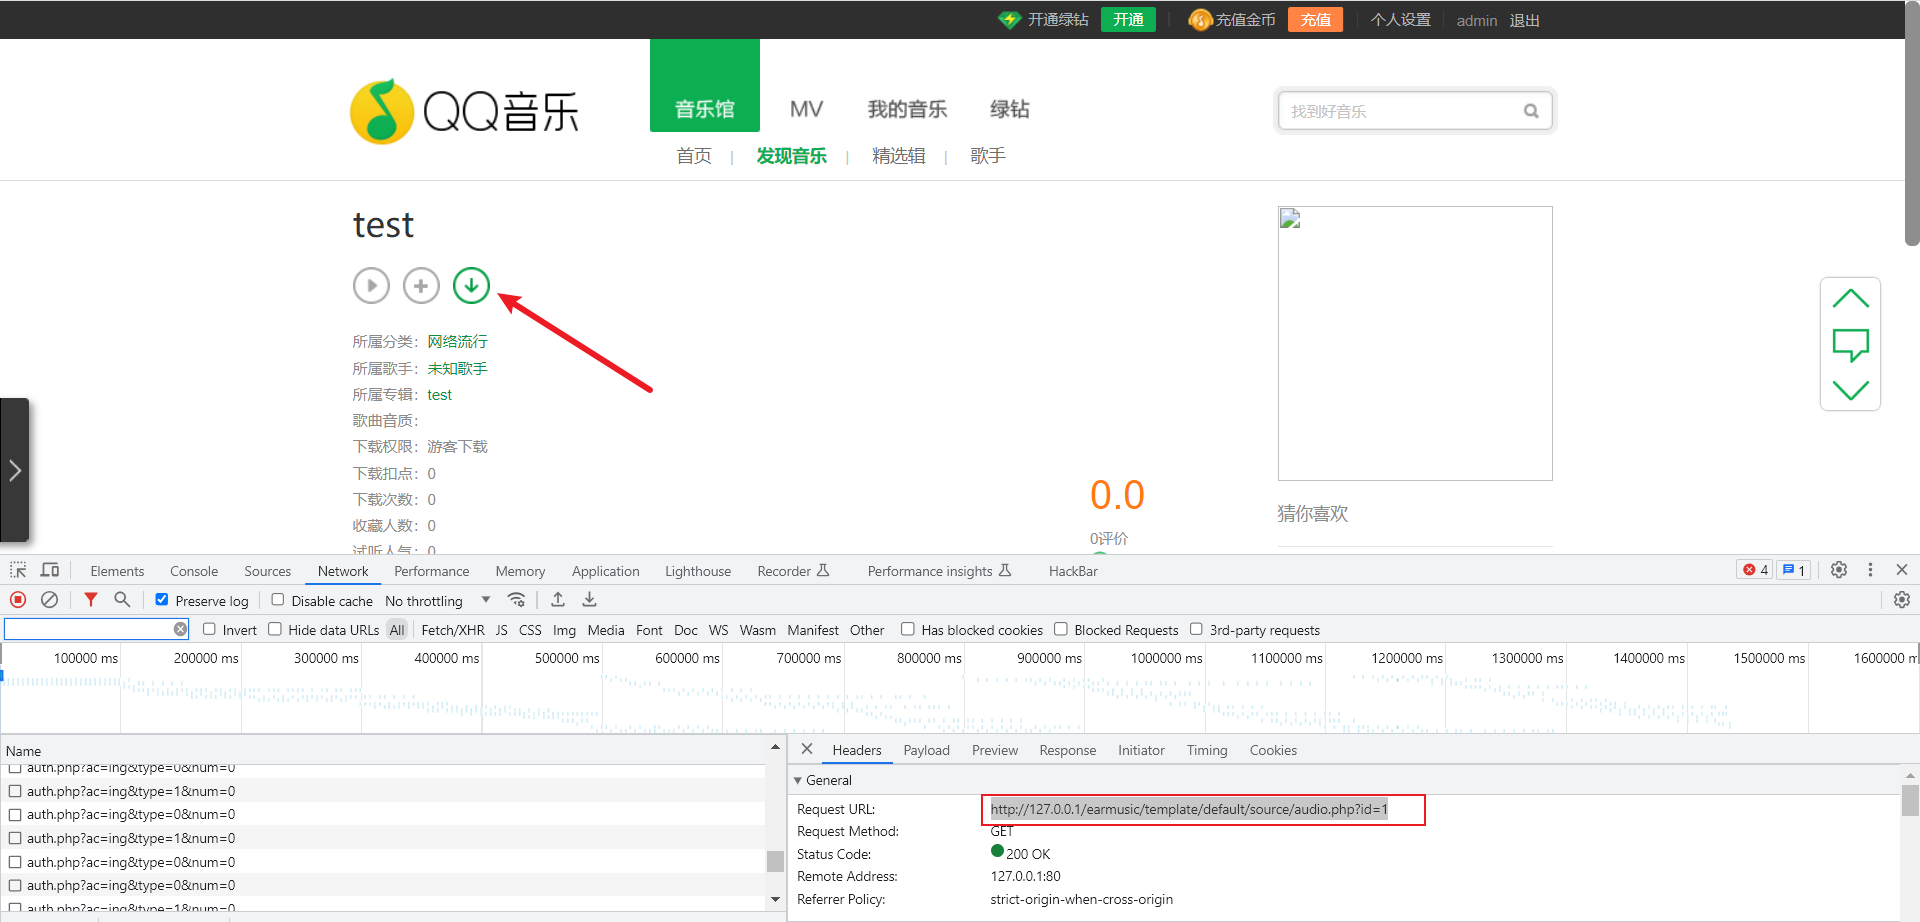 开通绿钻 开通 充值金币 充值 个人设置 admin 退出
QQ音乐
音乐馆 MV 我的音乐 绿钻
找到好音乐
首页 | 发现音乐 | 精选辑 | 歌手
test
所属分类：网络流行
所属歌手：未知歌手
所属专辑：test
歌曲音质：
下载权限：游客下载
下载扣点：0
下载次数：0
收藏人数：0
试听人气：0
0.0
0评价
猜你喜欢
Elements Console Sources Network Performance Memory Application Lighthouse Recorder Performance insights HackBar 4 1
Preserve log Disable cache No throttling
Invert Hide data URLs All Fetch/XHR JS CSS Img Media Font Doc WS Wasm Manifest Other Has blocked cookies Blocked Requests 3rd-party requests
100000 ms 200000 ms 300000 ms 400000 ms 500000 ms 600000 ms 700000 ms 800000 ms 900000 ms 1000000 ms 1100000 ms 1200000 ms 1300000 ms 1400000 ms 1500000 ms 1600000 m
Name
auth.php?ac=ing&type=0&num=0
auth.php?ac=ing&type=1&num=0
auth.php?ac=ing&type=0&num=0
auth.php?ac=ing&type=1&num=0
auth.php?ac=ing&type=0&num=0
auth.php?ac=ing&type=0&num=0
auth.php?ac=ing&type=1&num=0
Headers Payload Preview Response Initiator Timing Cookies
General
Request URL: http://127.0.0.1/earmusic/template/default/source/audio.php?id=1
Request Method: GET
Status Code: 200 OK
Remote Address: 127.0.0.1:80
Referrer Policy: strict-origin-when-cross-origin